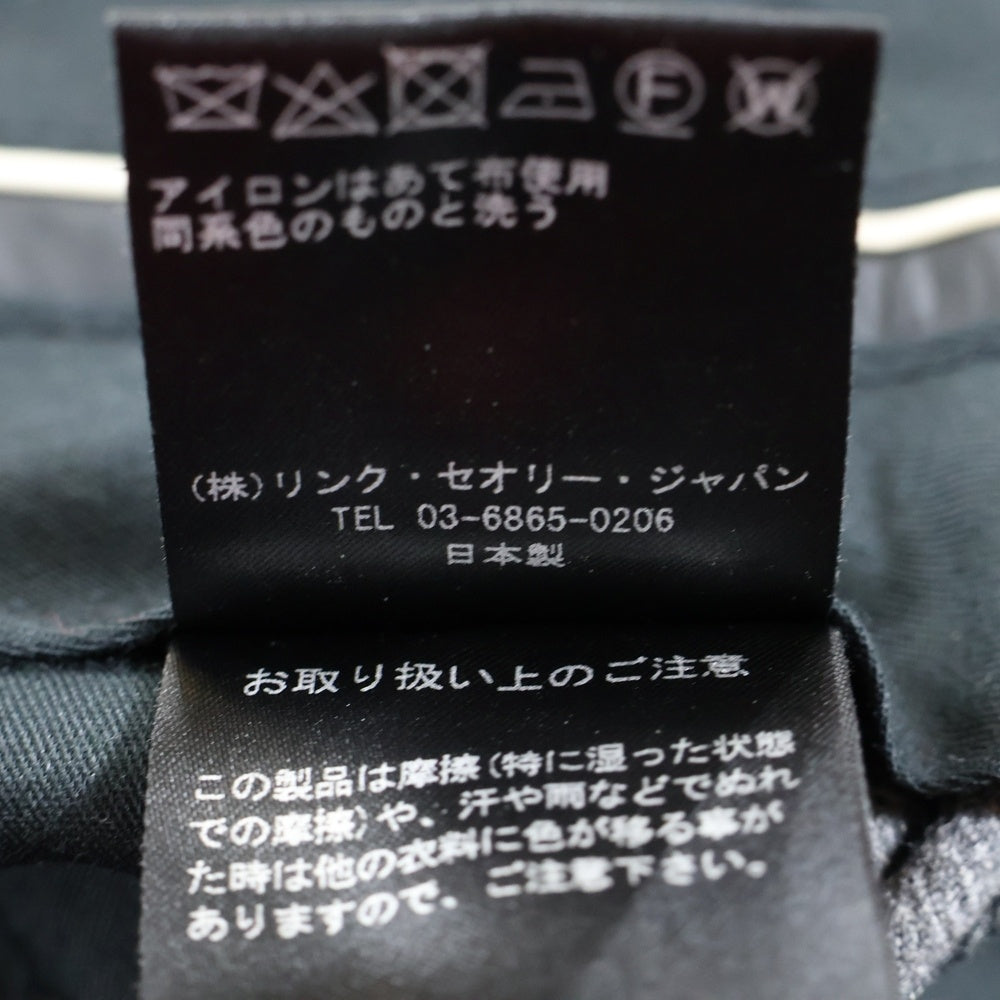 F W
アイロンはあて布使用
同系色のものと洗う
(株)リンク・セオリー・ジャパン
TEL 03-6865-0206
日本製
お取り扱い上のご注意
この製品は摩擦(特に湿った状態
での摩擦)や、汗や雨などでぬれ
た時は他の衣料に色が移る事が
ありますので、ご注意下さい。